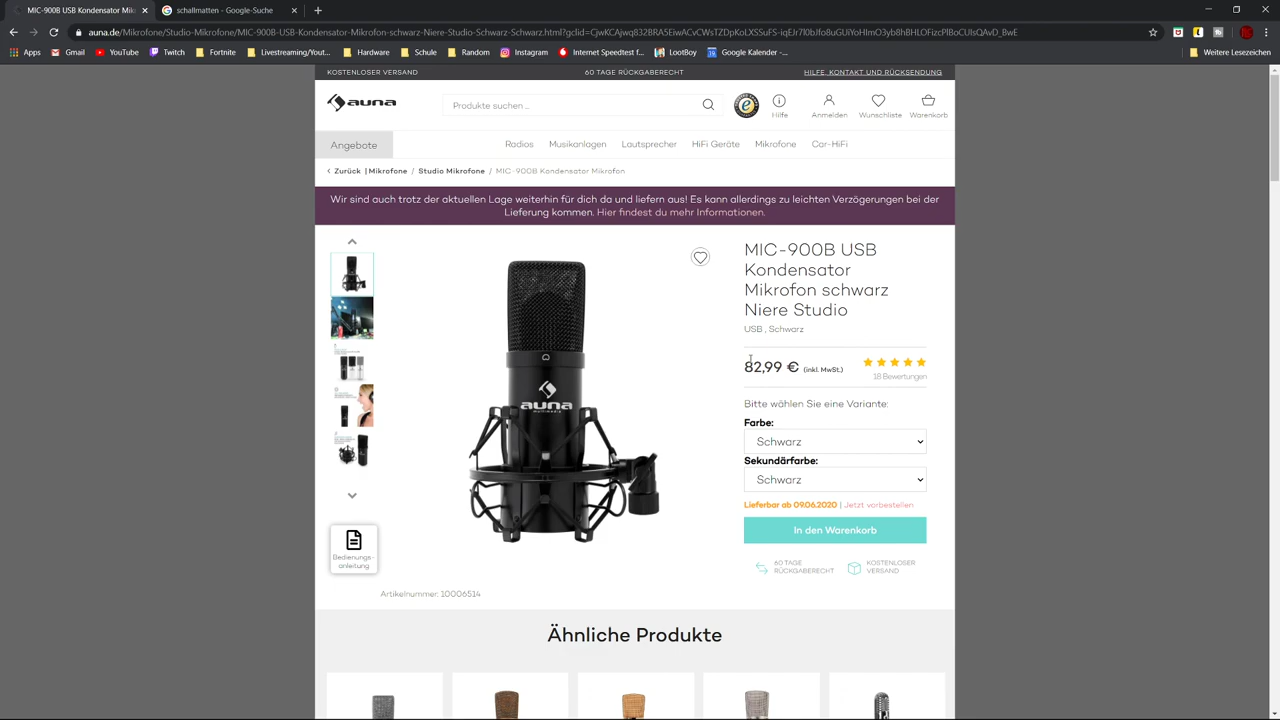 MIC-900B USB Kondensator Mik
schallmatten - Google-Suche
auna.de/Mikrofone/Studio-Mikrofone/MIC-900B-USB-Kondensator-Mikrofon-schwarz-Niere-Studio-Schwarz-Schwarz.html
Apps
Gmail
YouTube
Twitch
Fortnite
Livestreaming/You...
Hardware
Schule
Random
Instagram
Internet Speedtest f...
LootBoy
Google Kalender -...
Weitere Lesezeichen
KOSTENLOSER VERSAND
60 TAGE RÜCKGABERECHT
HILFE, KONTAKT UND RÜCKSENDUNG
auna
Produkte suchen ..
Hilfe
Anmelden
Wunschliste
Warenkorb
Angebote
Radios
Musikanlagen
Lautsprecher
HiFi Geräte
Mikrofone
Car-HiFi
‹ Zurück | Mikrofone / Studio Mikrofone / MIC-900B Kondensator Mikrofon
Wir sind auch trotz der aktuellen Lage weiterhin für dich da und liefern aus! Es kann allerdings zu leichten Verzögerungen bei der
Lieferung kommen. Hier findest du mehr Informationen.
MIC-900B USB
Kondensator
Mikrofon schwarz
Niere Studio
USB , Schwarz
82,99 € (inkl. MwSt.)
18 Bewertungen
Bitte wählen Sie eine Variante:
Farbe:
Schwarz
Sekundärfarbe:
Schwarz
Lieferbar ab 09.06.2020 | Jetzt vorbestellen
In den Warenkorb
60 TAGE
RÜCKGABERECHT
KOSTENLOSER
VERSAND
auna
multimedia
Bedienungs-
anleitung
Artikelnummer: 10006514
Ähnliche Produkte